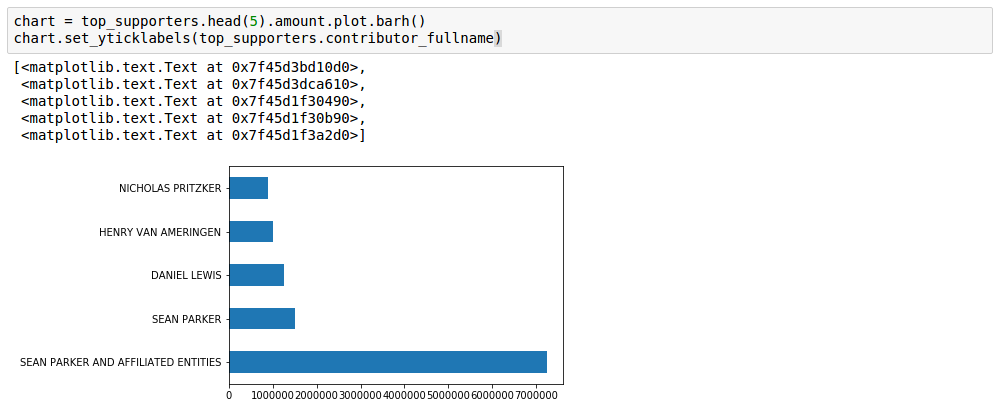 chart = top_supporters.head(5).amount.plot.barh()
chart.set_yticklabels(top_supporters.contributor_fullname)
[<matplotlib.text.Text at 0x7f45d3bd10d0>,
<matplotlib.text.Text at 0x7f45d3dca610>,
<matplotlib.text.Text at 0x7f45d1f30490>,
<matplotlib.text.Text at 0x7f45d1f30b90>,
<matplotlib.text.Text at 0x7f45d1f3a2d0>]
NICHOLAS PRITZKER
HENRY VAN AMERINGEN
DANIEL LEWIS
SEAN PARKER
SEAN PARKER AND AFFILIATED ENTITIES
0 1000000 2000000 3000000 4000000 5000000 6000000 7000000